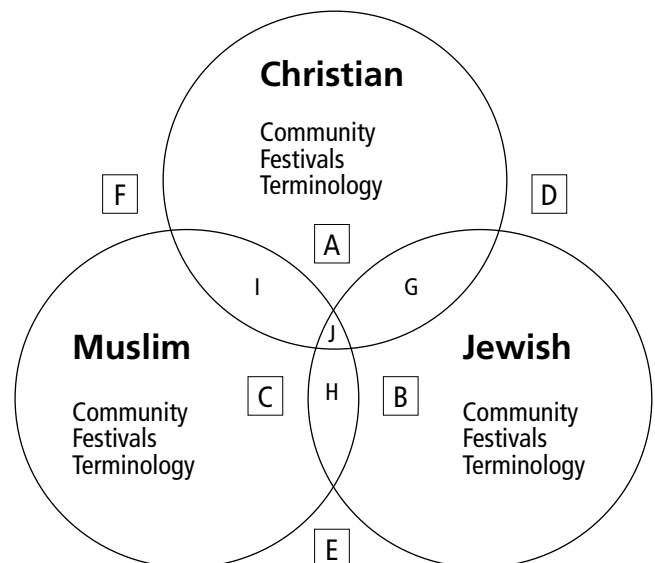 Christian
Community
Festivals
Terminology
F
D
A
I
G
J
Muslim
Jewish
C
H
B
Community
Festivals
Terminology
Community
Festivals
Terminology
E